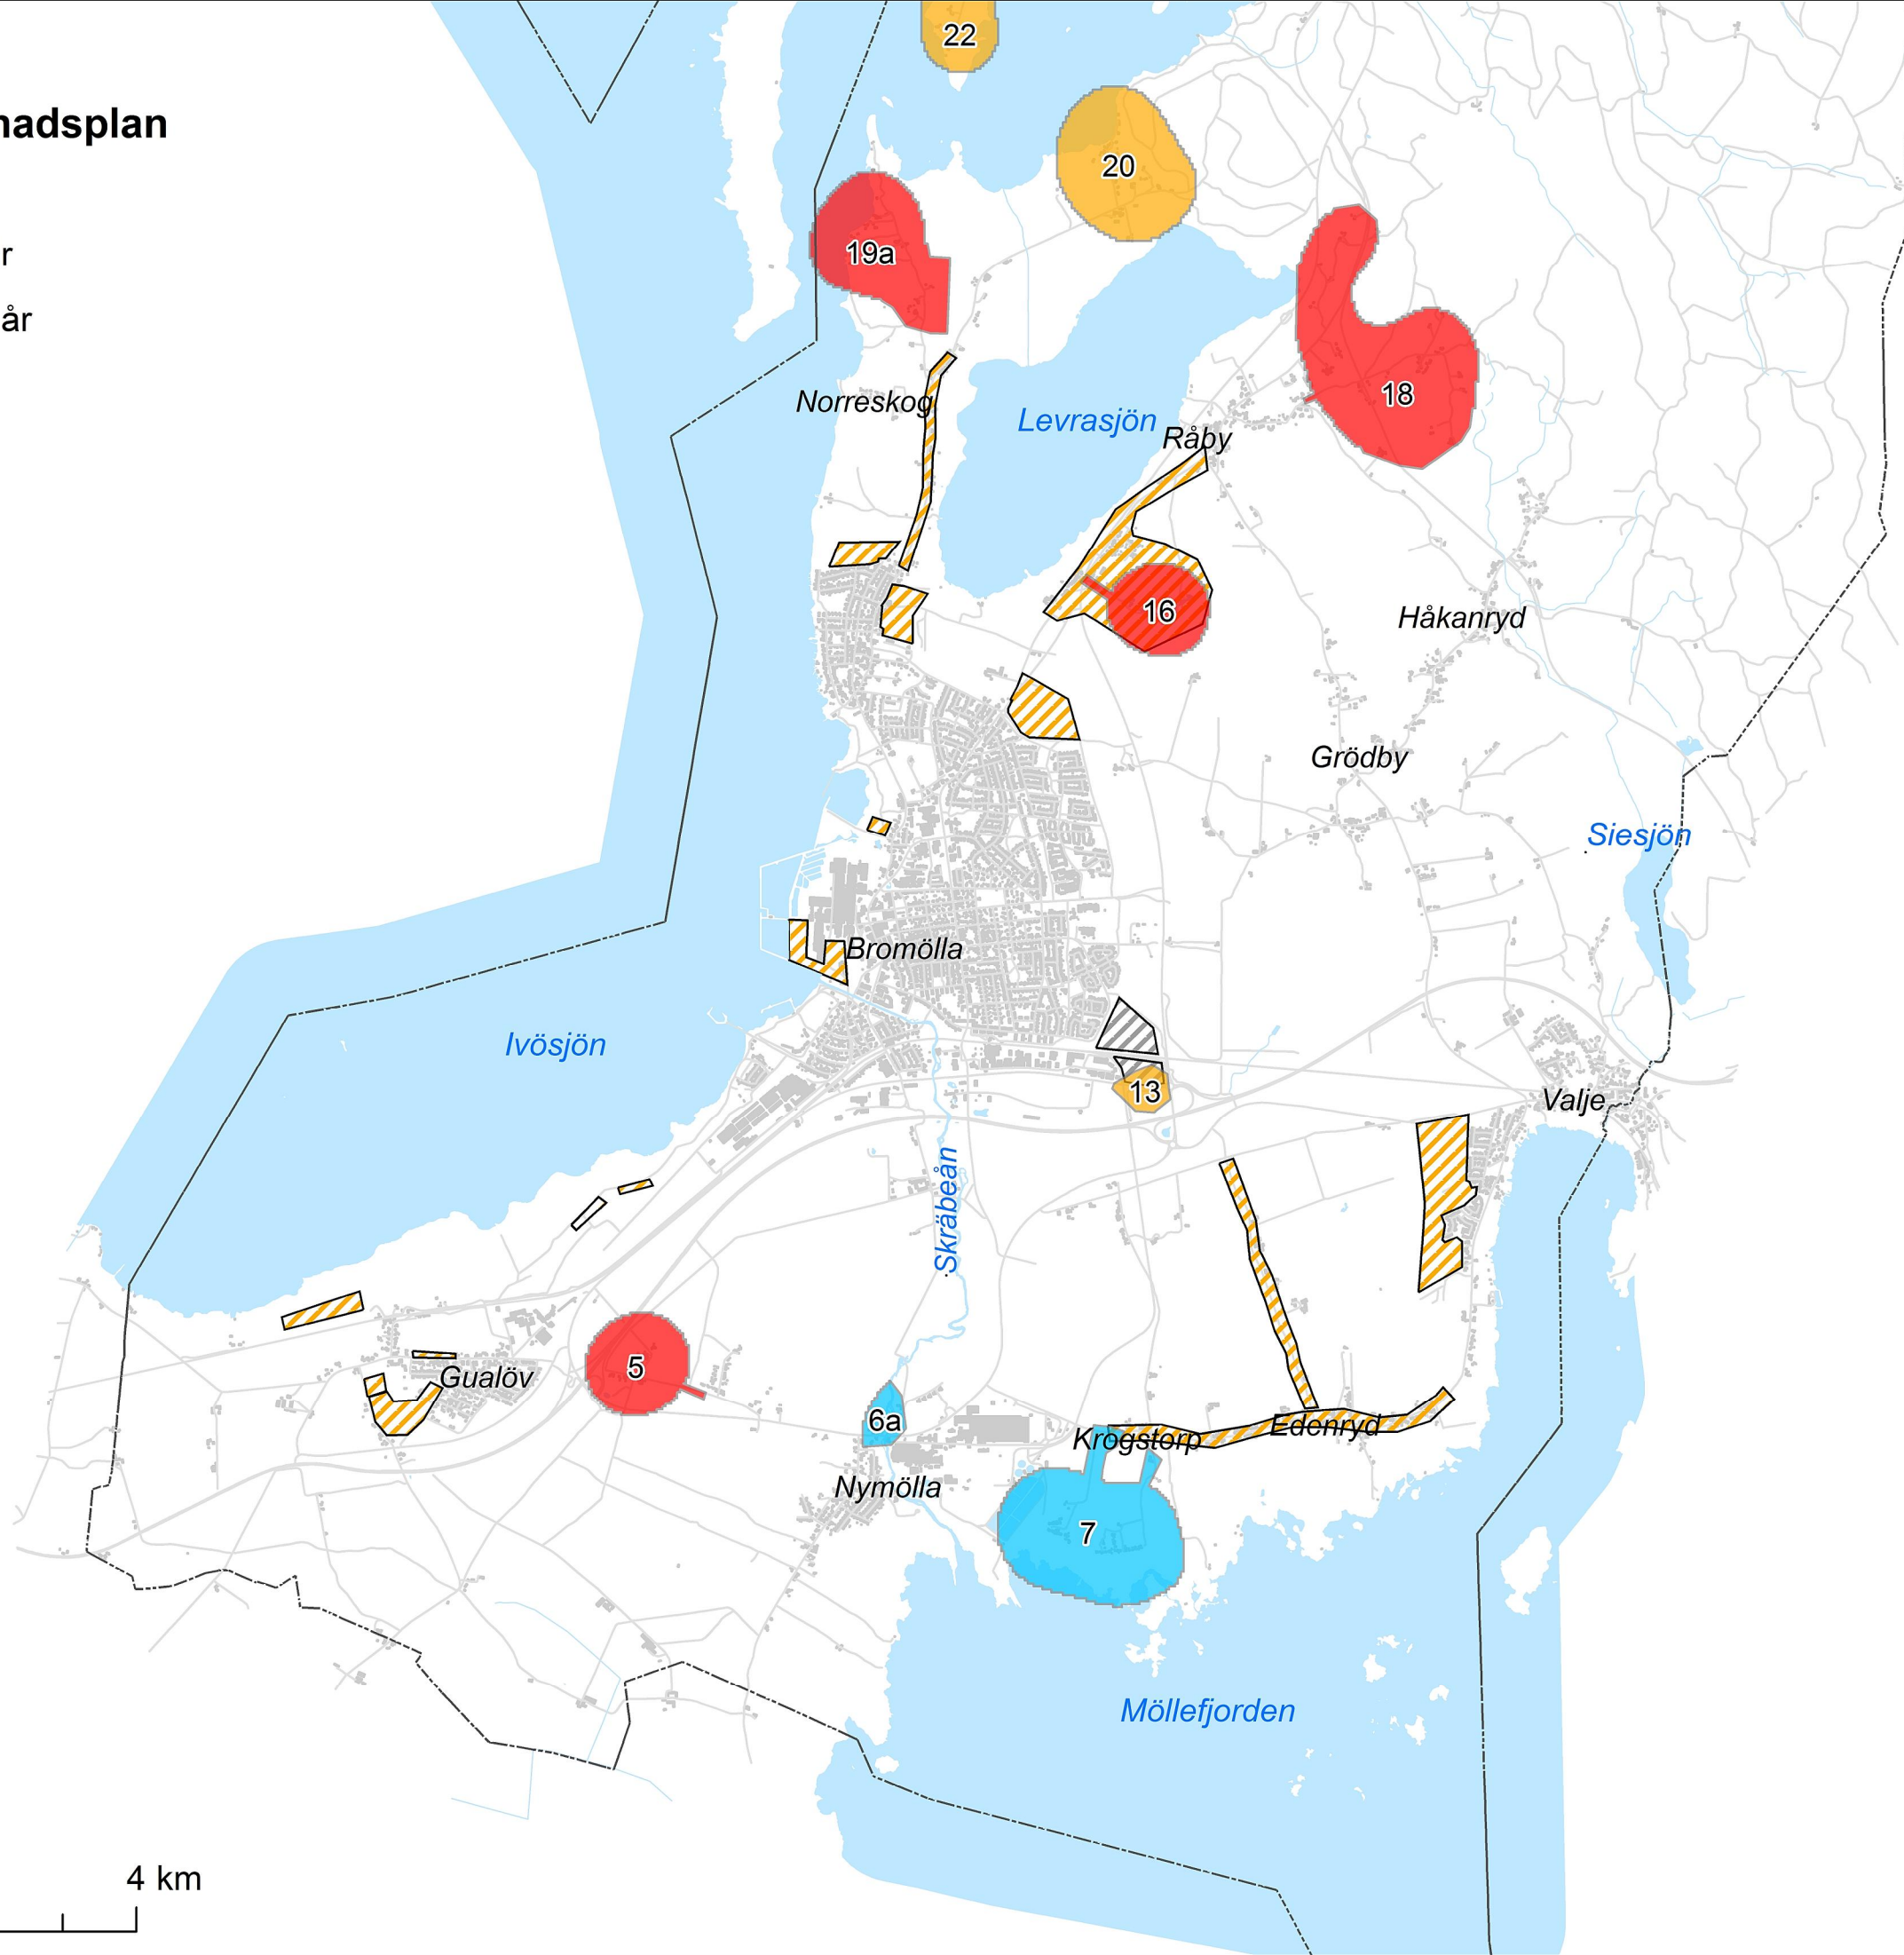 22
nadsplan
20
r
19a
år
18
Norreskog
Levrasjön
Råby
16
Håkanryd
Grödby
Siesjön
Bromölla
Ivösjön
13
Valje
Skräbeån
5
Gualöv
6a
Edenryd
Krogstorp
Nymölla
7
Möllefjorden
4 km